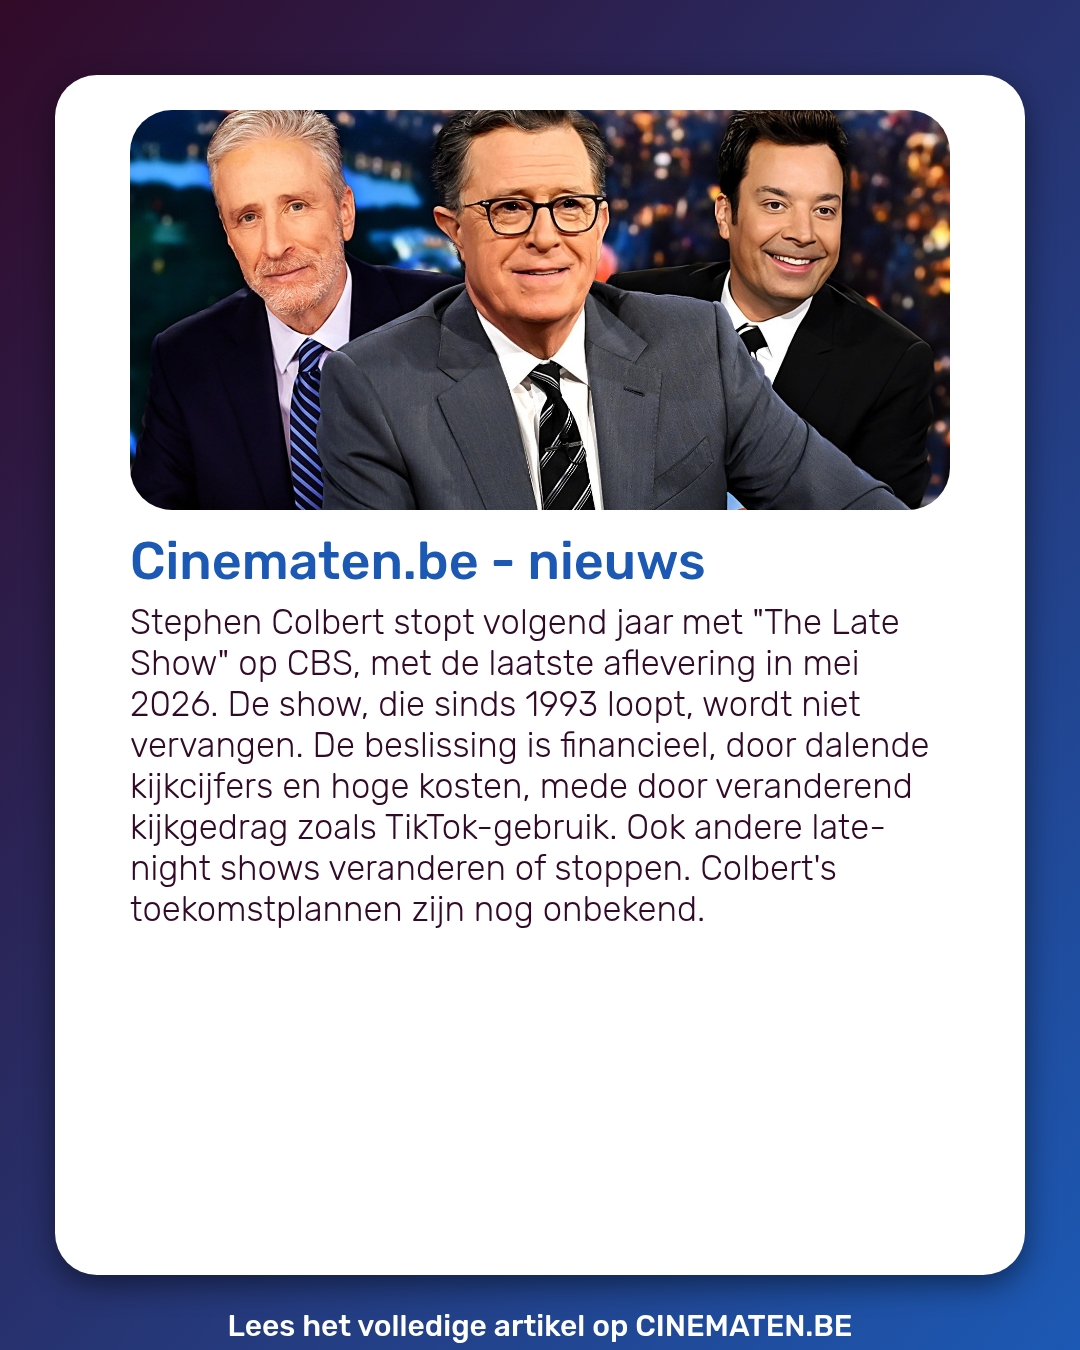 Cinematen.be - nieuws
Stephen Colbert stopt volgend jaar met "The Late
Show" op CBS, met de laatste aflevering in mei
2026. De show, die sinds 1993 loopt, wordt niet
vervangen. De beslissing is financieel, door dalende
kijkcijfers en hoge kosten, mede door veranderend
kijkgedrag zoals TikTok-gebruik. Ook andere late-
night shows veranderen of stoppen. Colbert's
toekomstplannen zijn nog onbekend.
Lees het volledige artikel op CINEMATEN.BE